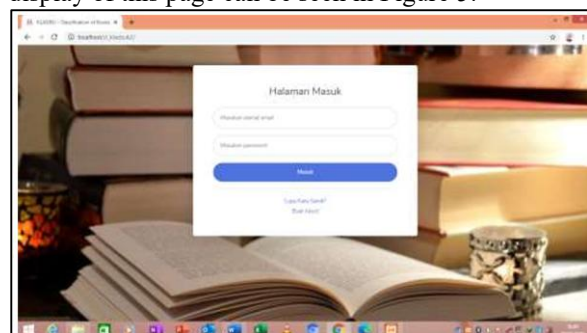 display of this page can be seen in Figure 5.
Halaman Masuk
Masukan alamat email
Masukan password
Masuk
Lupa Kata Sandi?
Buat Akun!